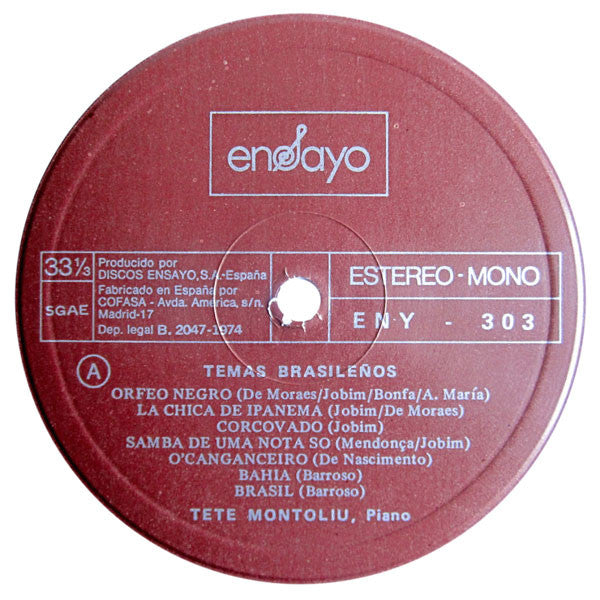 ensayo
33 1/3
SGAE
Producido por
DISCOS ENSAYO,S.A.-España
Fabricado en España por
COFASA - Avda. América, s/n.
Madrid-17
Dep. legal B. 2047-1974
ESTEREO - MONO
ENY - 303
A
TEMAS BRASILEÑOS
ORFEO NEGRO (De Moraes/Jobim/Bonfa/A. María)
LA CHICA DE IPANEMA (Jobim/De Moraes)
CORCOVADO (Jobim)
SAMBA DE UMA NOTA SO (Mendonça/Jobim)
O'CANGANCEIRO (De Nascimento)
BAHIA (Barroso)
BRASIL (Barroso)
TETE MONTOLIU, Piano